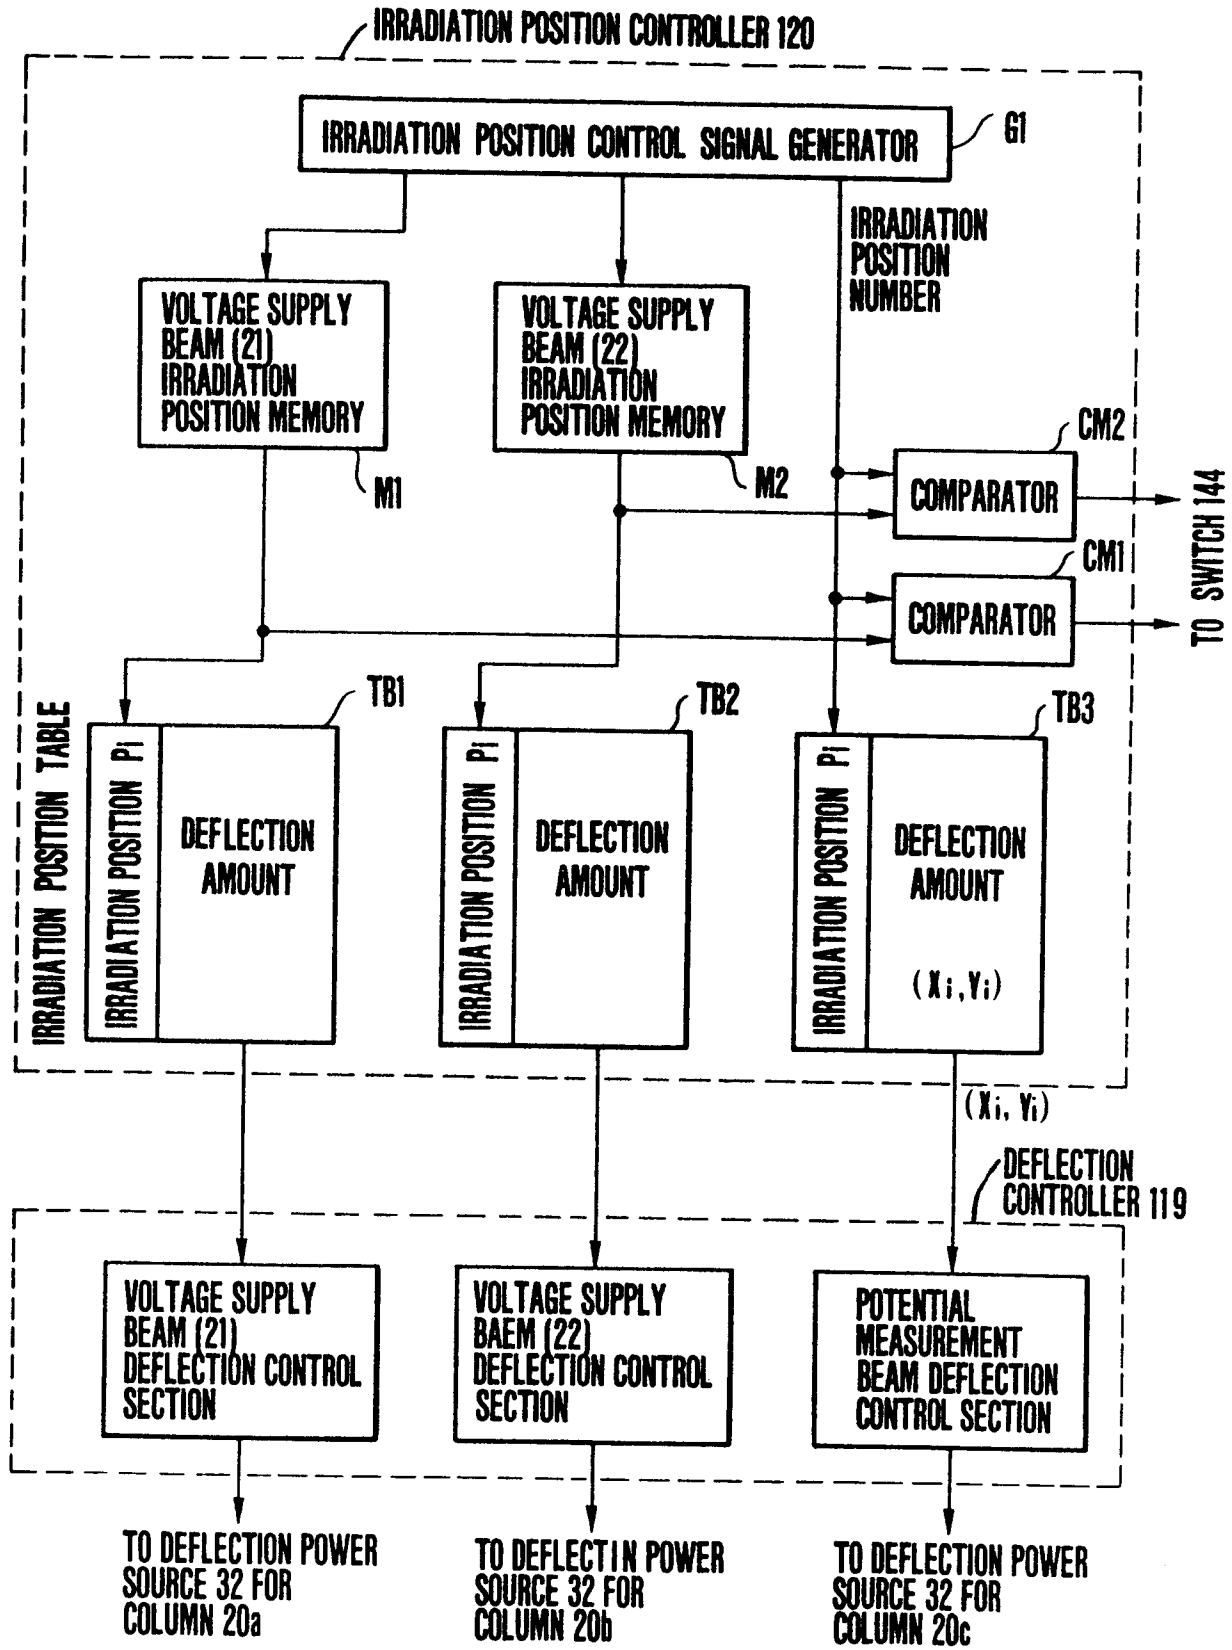 IRRADIATION POSITION CONTROLLER 120
IRRADIATION POSITION CONTROL SIGNAL GENERATOR
G1
IRRADIATION
POSITION
NUMBER
VOLTAGE SUPPLY
BEAM (21)
IRRADIATION
POSITION MEMORY
M1
VOLTAGE SUPPLY
BEAM (22)
IRRADIATION
POSITION MEMORY
M2
CM2
COMPARATOR
CM1
COMPARATOR
TO SWITCH 144
IRRADIATION POSITION TABLE
TB1
IRRADIATION POSITION Pi
DEFLECTION
AMOUNT
TB2
IRRADIATION POSITION Pi
DEFLECTION
AMOUNT
TB3
IRRADIATION POSITION Pi
DEFLECTION
AMOUNT
(Xi, Yi)
(Xi, Yi)
DEFLECTION
CONTROLLER 119
VOLTAGE SUPPLY
BEAM (21)
DEFLECTION CONTROL
SECTION
VOLTAGE SUPPLY
BAEM (22)
DEFLECTION CONTROL
SECTION
POTENTIAL
MEASUREMENT
BEAM DEFLECTION
CONTROL SECTION
TO DEFLECTION POWER
SOURCE 32 FOR
COLUMN 20a
TO DEFLECTIN POWER
SOURCE 32 FOR
COLUMN 20b
TO DEFLECTION POWER
SOURCE 32 FOR
COLUMN 20c